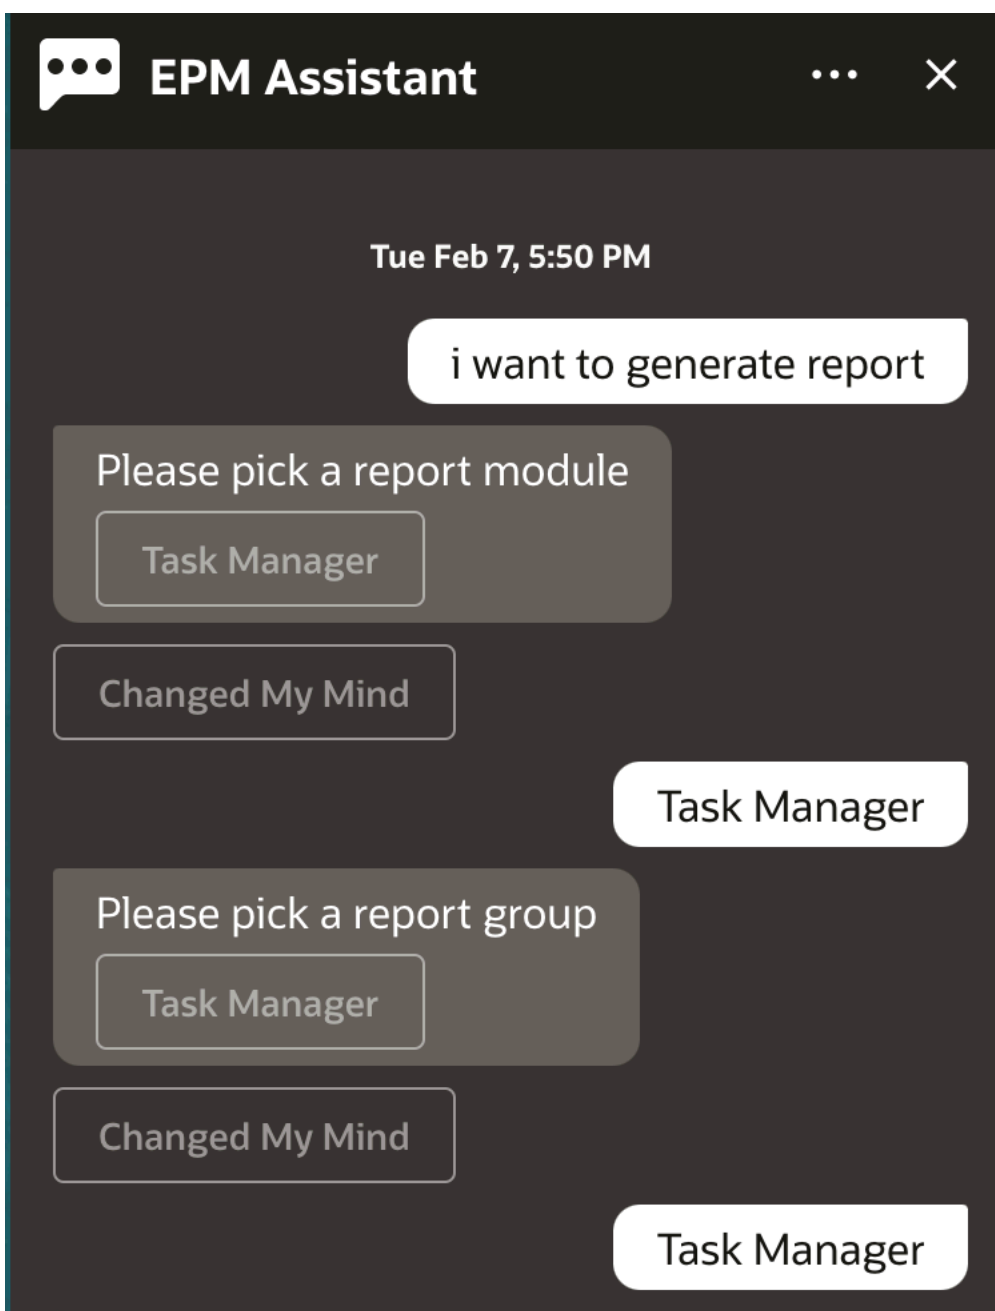 EPM Assistant
Tue Feb 7, 5:50 PM
i want to generate report
Please pick a report module
Task Manager
Changed My Mind
Task Manager
Please pick a report group
Task Manager
Changed My Mind
Task Manager